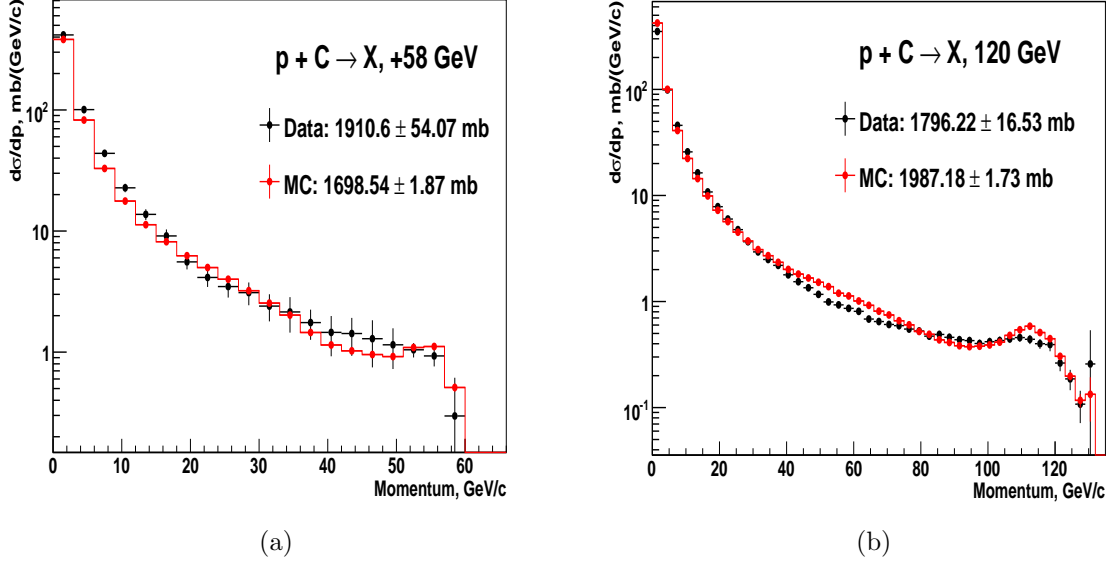 dσ/dp, mb/(GeV/c)
p + C → X, +58 GeV
Data: 1910.6 ± 54.07 mb
MC: 1698.54 ± 1.87 mb
10²
10
1
0 10 20 30 40 50 60
Momentum, GeV/c
(a)
dσ/dp, mb/(GeV/c)
p + C → X, 120 GeV
Data: 1796.22 ± 16.53 mb
MC: 1987.18 ± 1.73 mb
10²
10
1
10⁻¹
0 20 40 60 80 100 120
Momentum, GeV/c
(b)